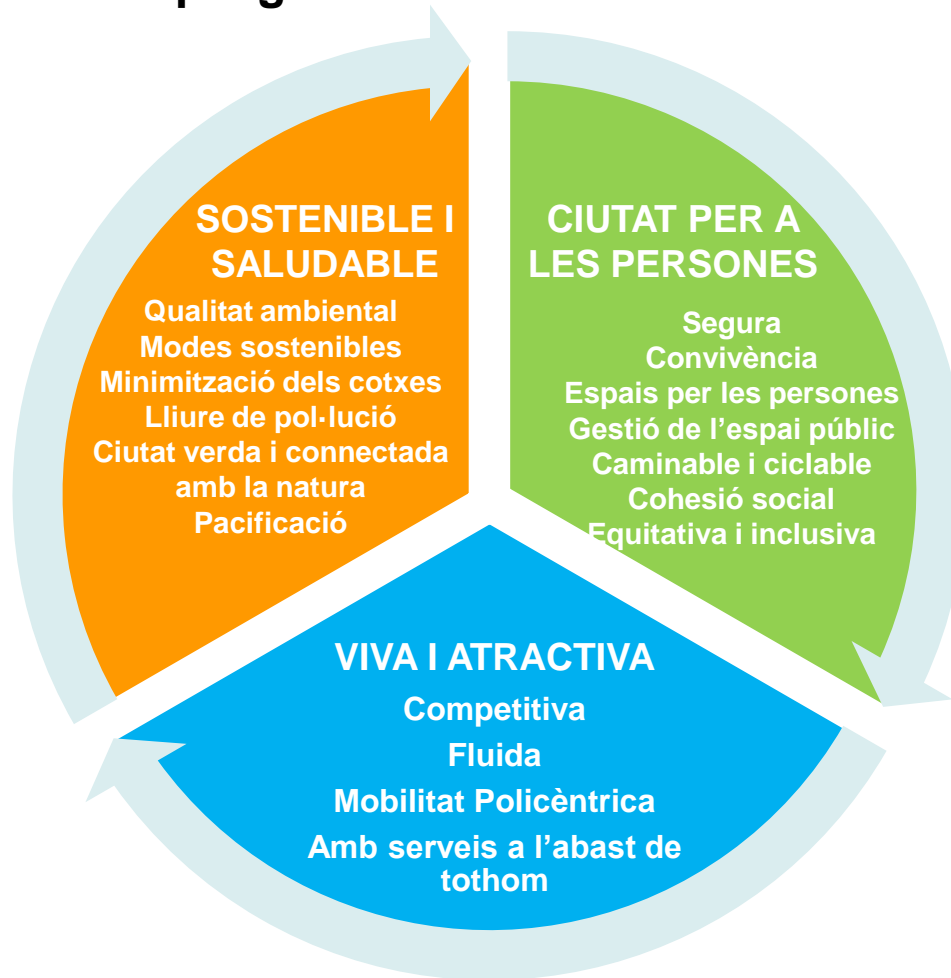 SOSTENIBLE I
SALUDABLE
Qualitat ambiental
Modes sostenibles
Minimització dels cotxes
Lliure de pol·lució
Ciutat verda i connectada
amb la natura
Pacificació
CIUTAT PER A
LES PERSONES
Segura
Convivència
Espais per les persones
Gestió de l’espai públic
Caminable i ciclable
Cohesió social
Equitativa i inclusiva
VIVA I ATRACTIVA
Competitiva
Fluida
Mobilitat Policèntrica
Amb serveis a l’abast de
tothom